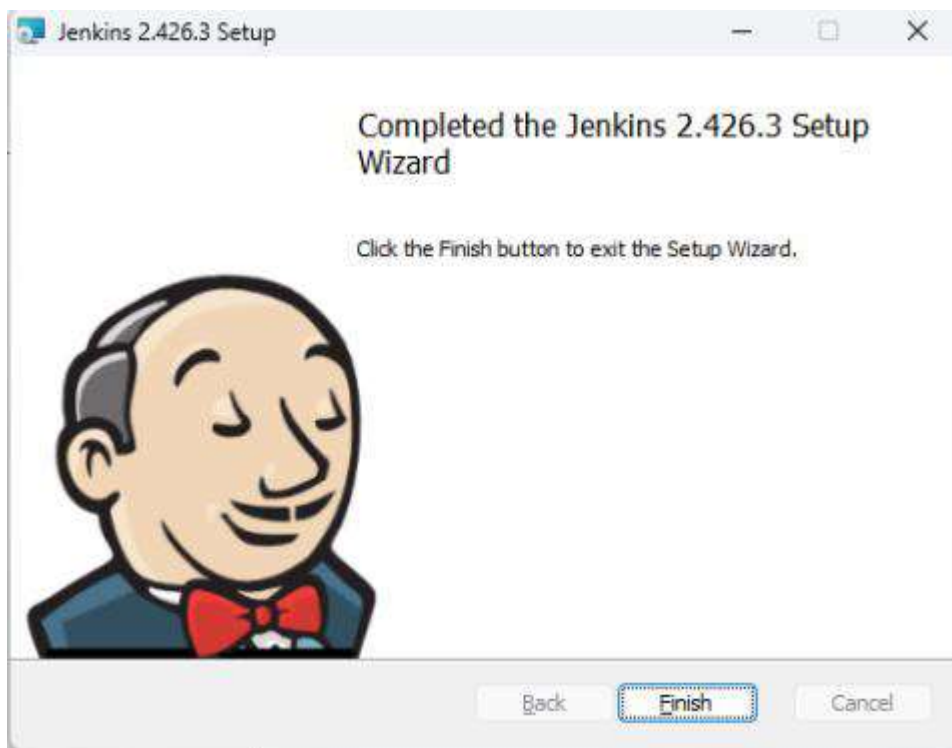 Jenkins 2.426.3 Setup
Completed the Jenkins 2.426.3 Setup
Wizard
Click the Finish button to exit the Setup Wizard.
Back
Finish
Cancel